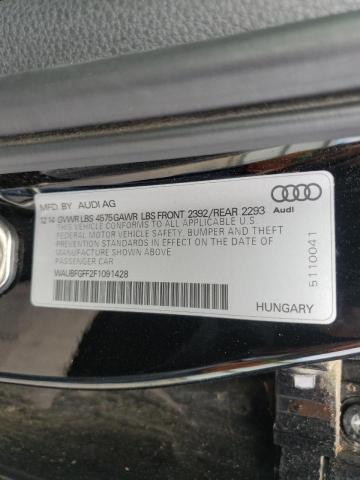 MFD. BY AUDI AG
12 14 GVWR LBS 4575 GAWR LBS FRONT 2392/REAR 2293
THIS VEHICLE CONFORMS TO ALL APPLICABLE U.S
FEDERAL MOTOR VEHICLE SAFETY, BUMPER AND THEFT
PREVENTION STANDARDS IN EFFECT ON THE DATE OF
MANUFACTURE SHOWN ABOVE
PASSENGER CAR
WAUBFGFF2F1091428
Audi
5110041
HUNGARY